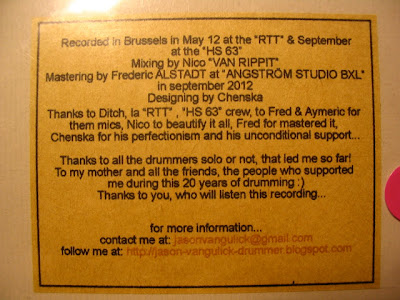 Recorded in Brussels in May 12 at the "RTT" & September
at the "HS 63"
Mixing by Nico "VAN RIPPIT"
Mastering by Frederic ALSTADT at "ANGSTRÖM STUDIO BXL"
in september 2012
Designing by Chenska
Thanks to Ditch, la "RTT" , "HS 63" crew, to Fred & Aymeric for
them mics, Nico to beautify it all, Fred for mastered it,
Chenska for his perfectionism and his unconditional support...
Thanks to all the drummers solo or not, that led me so far!
To my mother and all the friends, the people who supported
me during this 20 years of drumming :)
Thanks to you, who will listen this recording...
for more information...
contact me at: jasonvangulick@gmail.com
follow me at: http://jason-vangulick-drummer.blogspot.com